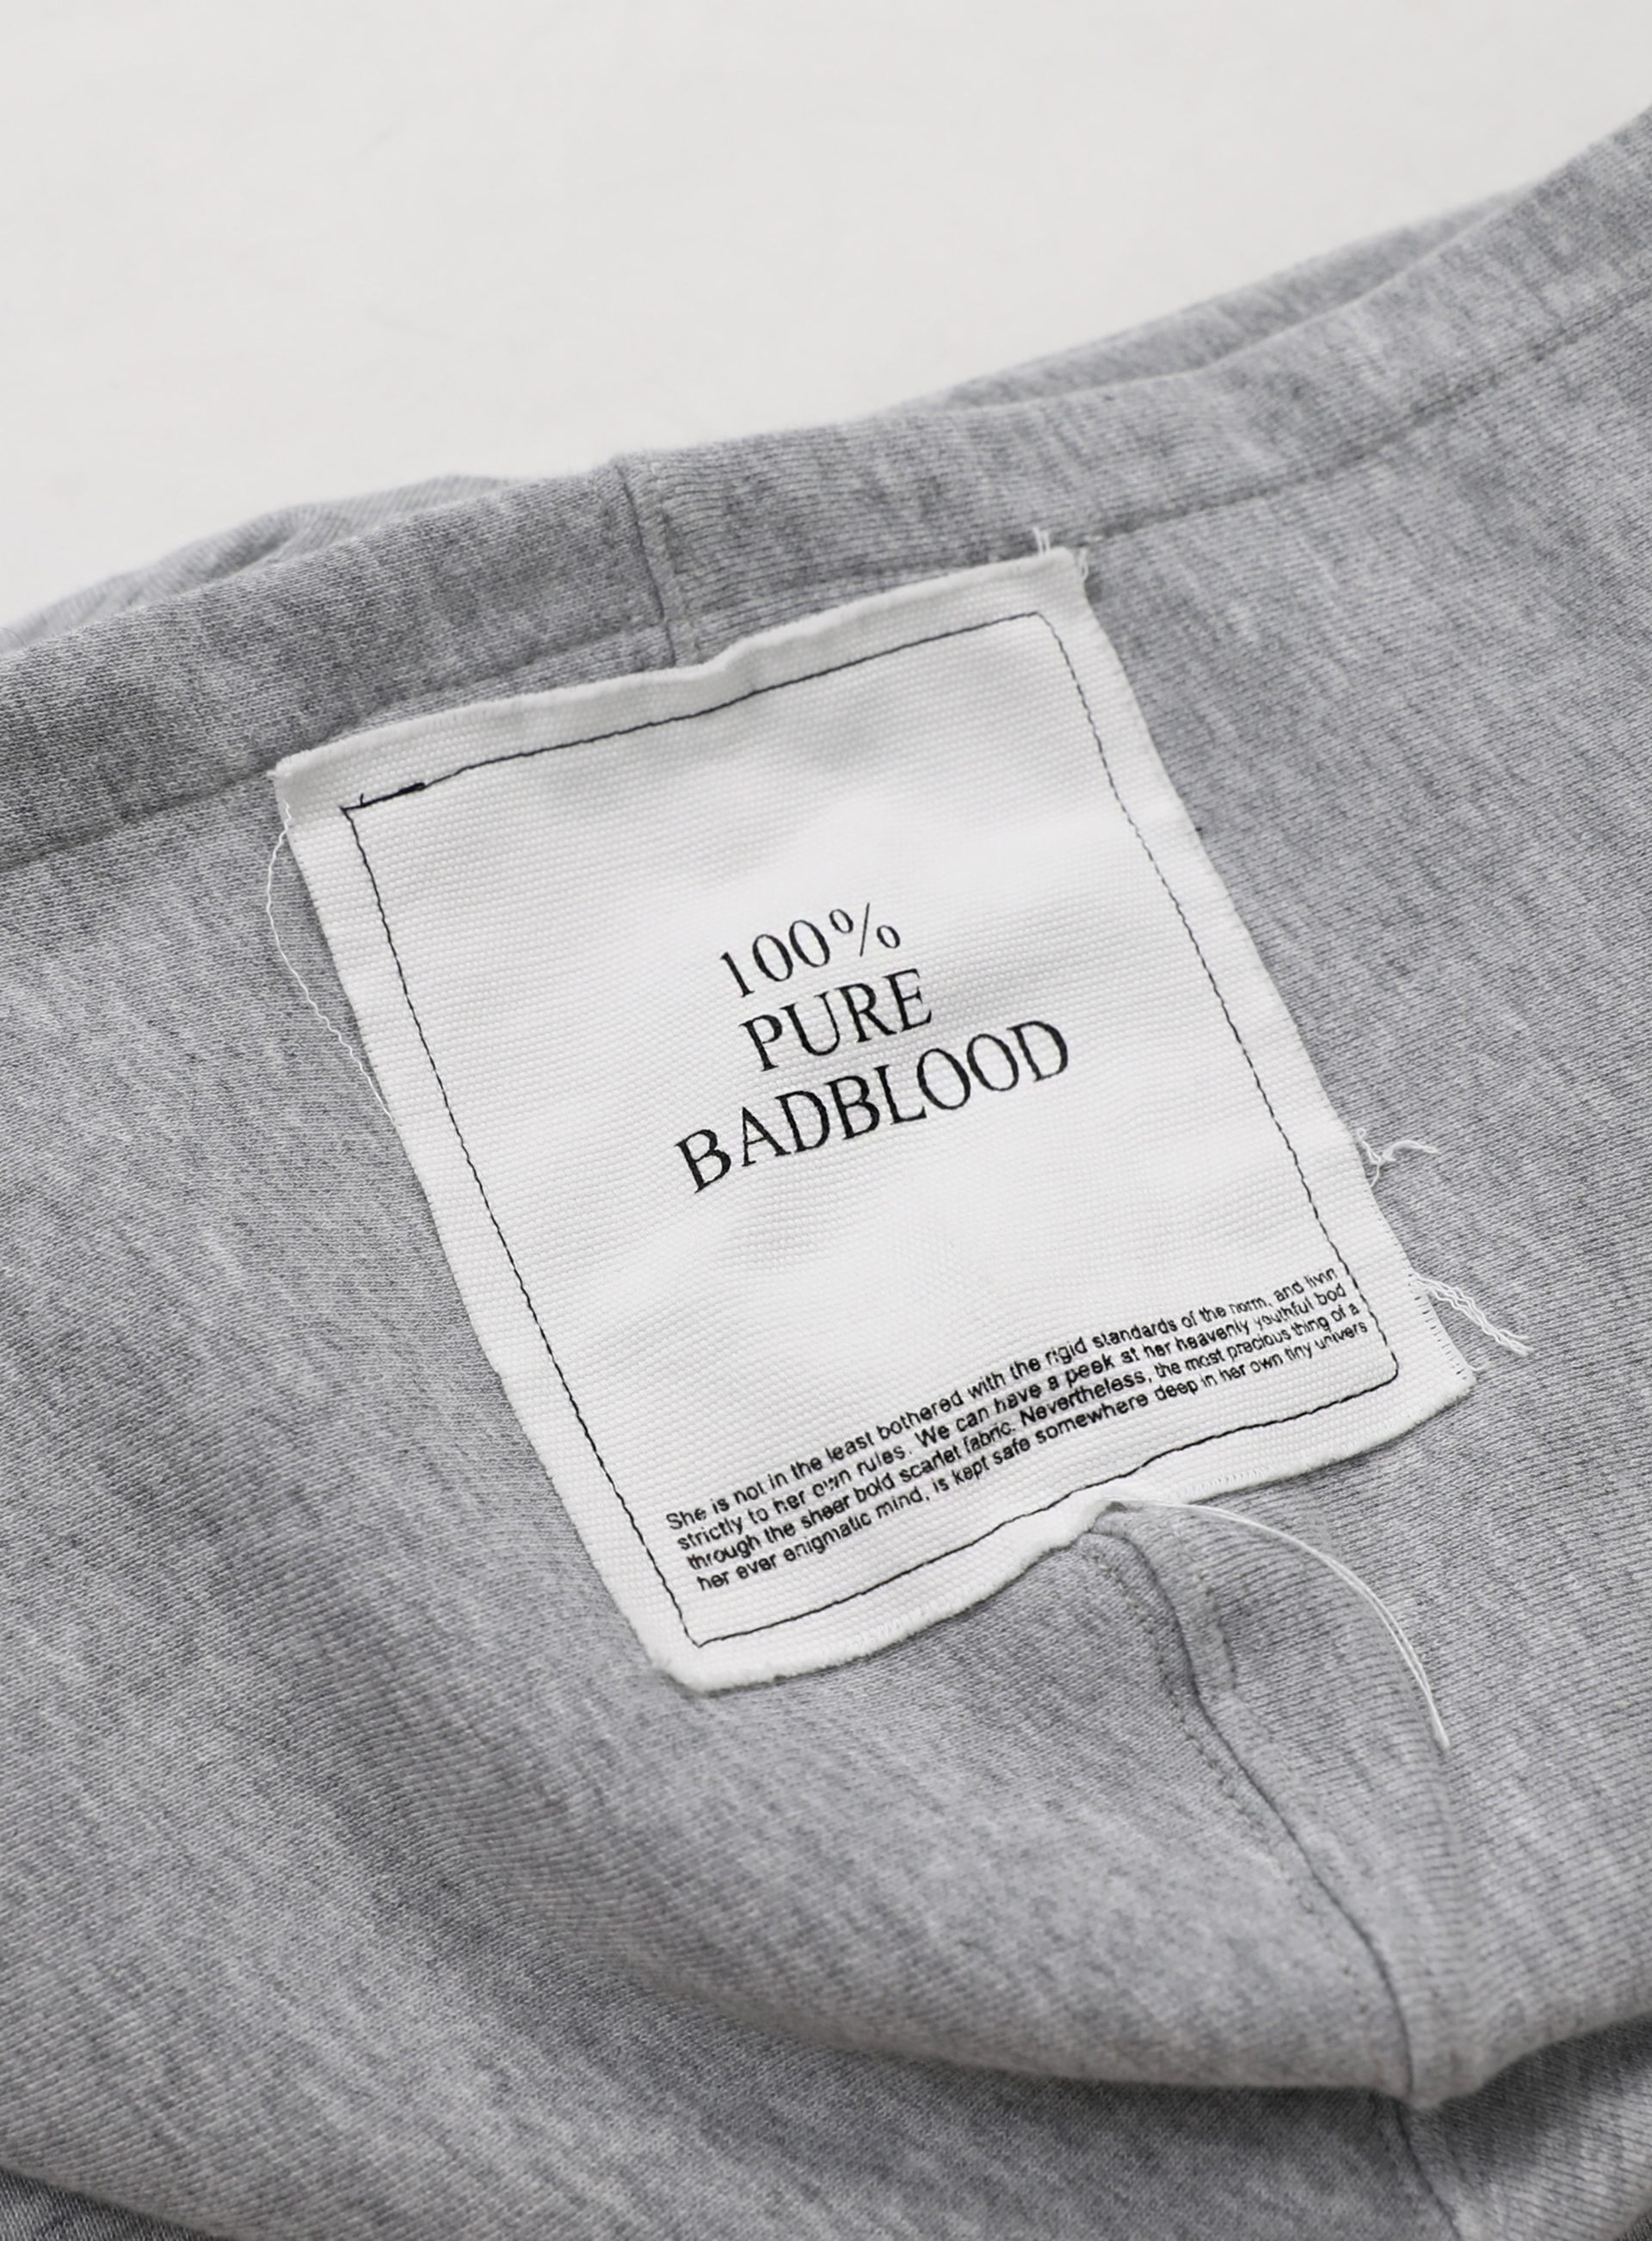 100%
PURE
BADBLOOD
She is not in the least bothered with the rigid standards of the norm, and livin
strictly to her own rules. We can have a peek at her heavenly youthful bod
through the sheer bold scarlet fabric. Nevertheless, the most precious thing of a
her ever enigmatic mind, is kept safe somewhere deep in her own tiny univers